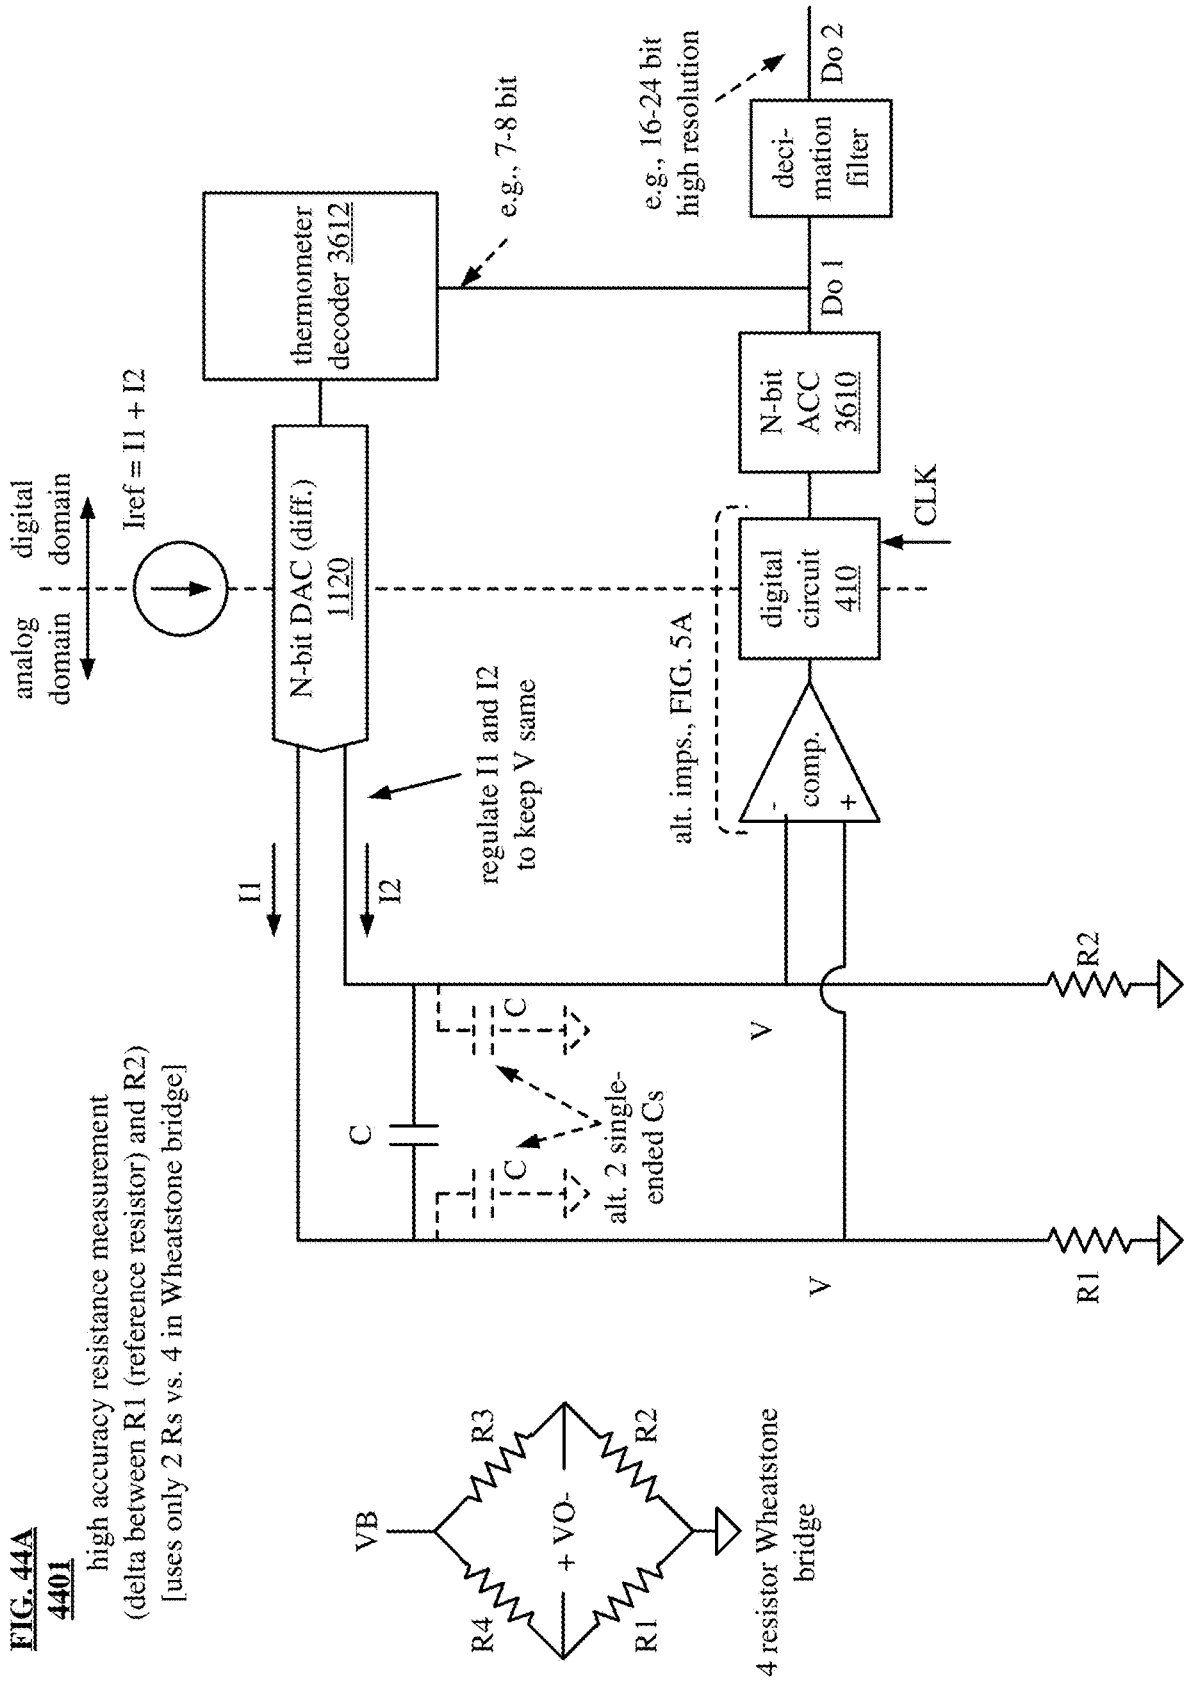 FIG. 44A
4401
high accuracy resistance measurement
(delta between R1 (reference resistor) and R2)
[uses only 2 Rs vs. 4 in Wheatstone bridge]
VB
R4
R3
+ VO-
R1
R2
4 resistor Wheatstone
bridge
analog
domain
digital
domain
Iref = I1 + I2
N-bit DAC (diff.)
1120
thermometer
decoder 3612
e.g., 7-8 bit
I1
I2
regulate I1 and I2
to keep V same
C
C
C
alt. 2 single-
ended Cs
alt. imps., FIG. 5A
e.g., 16-24 bit
high resolution
V
V
-
+
comp.
digital
circuit
410
CLK
N-bit
ACC
3610
Do 1
deci-
mation
filter
Do 2
R1
R2